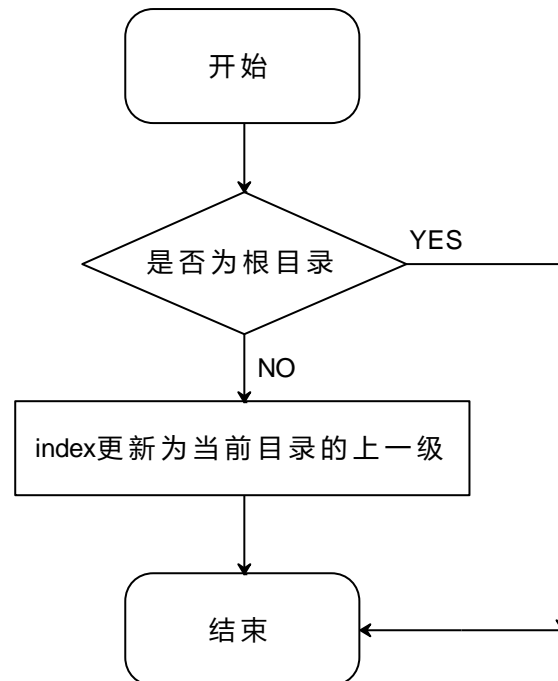 开始
是否为根目录
YES
NO
index更新为当前目录的上一级
结束